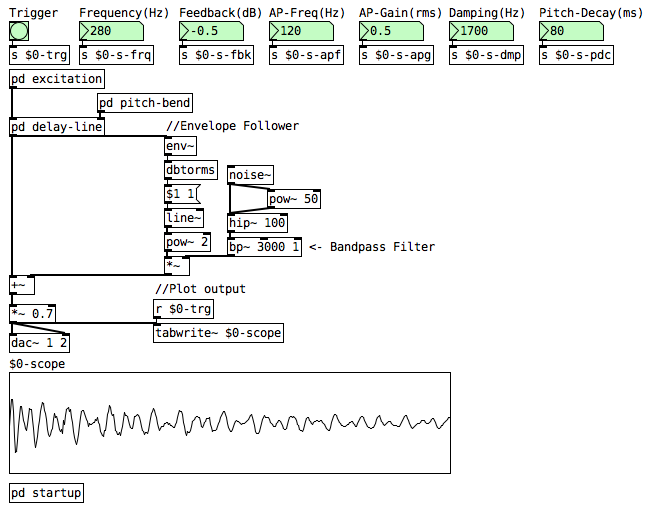 Trigger Frequency(Hz) Feedback(dB) AP-Freq(Hz) AP-Gain(rms) Damping(Hz) Pitch-Decay(ms)
280 -0.5 120 0.5 1700 80
s $0-trg s $0-s-frq s $0-s-fbk s $0-s-apf s $0-s-apg s $0-s-dmp s $0-s-pdc
pd excitation
pd pitch-bend
pd delay-line //Envelope Follower
env~
dbtorms noise~
$1 1 pow~ 50
line~ hip~ 100
pow~ 2 bp~ 3000 1 <- Bandpass Filter
*~
+~ //Plot output
*~ 0.7 r $0-trg
dac~ 1 2 tabwrite~ $0-scope
$0-scope
pd startup